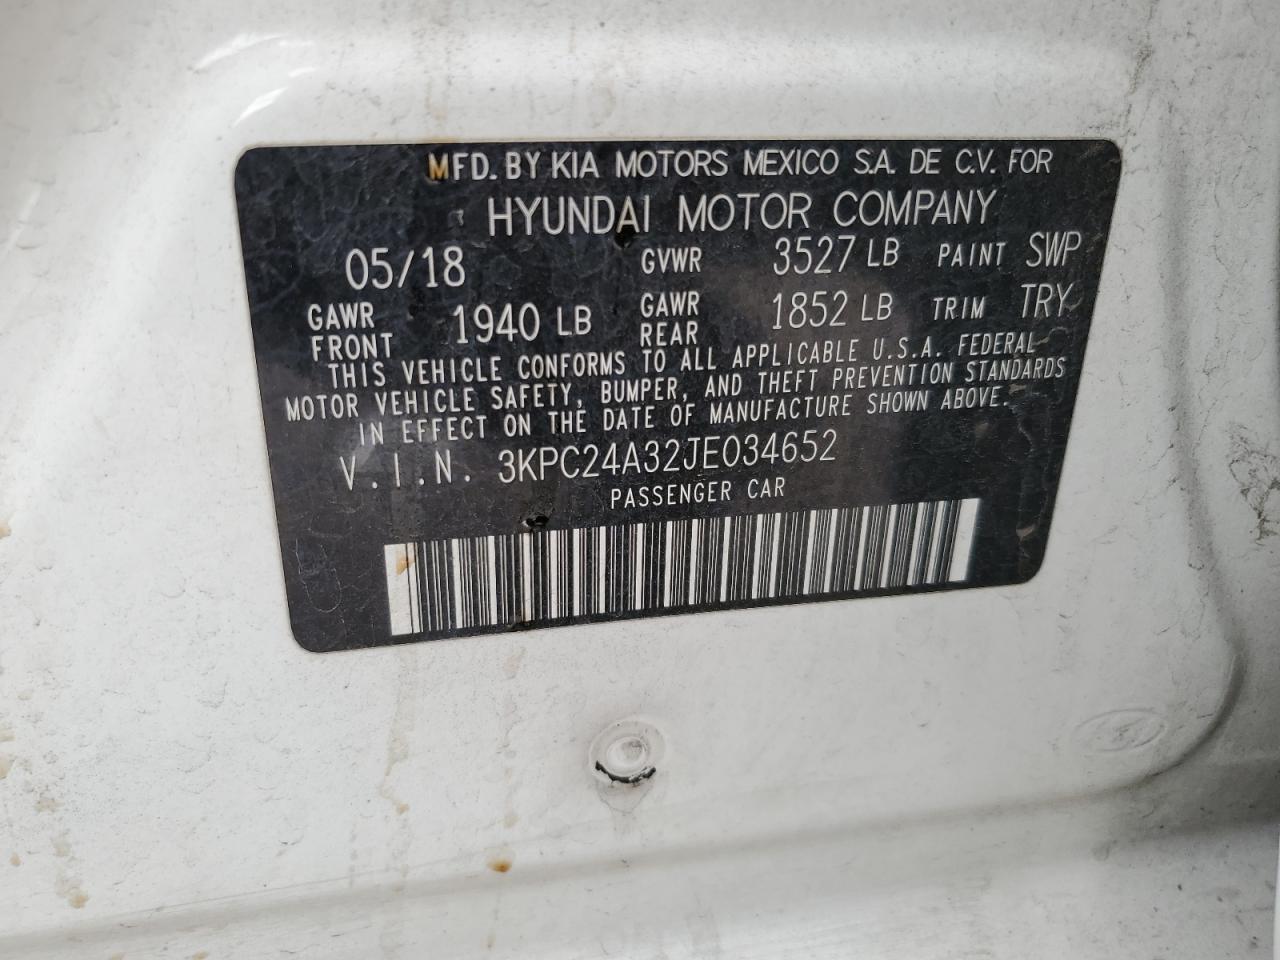 MFD. BY KIA MOTORS MEXICO S.A. DE C.V. FOR
HYUNDAI MOTOR COMPANY
05/18 GVWR 3527 LB PAINT SWP
GAWR FRONT 1940 LB GAWR REAR 1852 LB TRIM TRY
THIS VEHICLE CONFORMS TO ALL APPLICABLE U.S.A. FEDERAL
MOTOR VEHICLE SAFETY, BUMPER, AND THEFT PREVENTION STANDARDS
IN EFFECT ON THE DATE OF MANUFACTURE SHOWN ABOVE.
V.I.N. 3KPC24A32JE034652
PASSENGER CAR